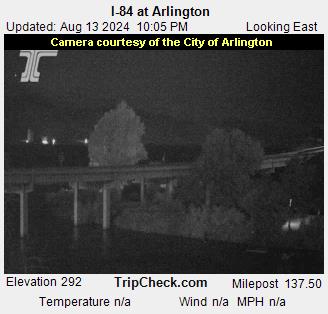 I-84 at Arlington
Updated: Aug 13 2024 10:05 PM Looking East
Camera courtesy of the City of Arlington
Elevation 292 TripCheck.com Milepost 137.50
Temperature n/a Wind n/a MPH n/a